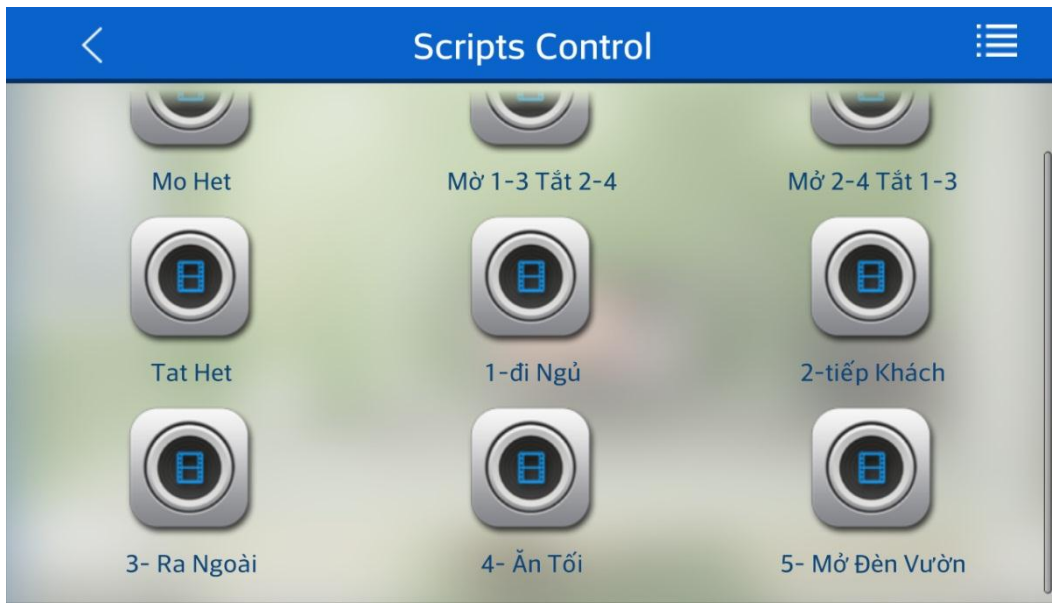 Scripts Control
Mo Het
Mờ 1-3 Tắt 2-4
Mở 2-4 Tắt 1-3
Tat Het
1-đi Ngủ
2-tiếp Khách
3- Ra Ngoài
4- Ăn Tối
5- Mở Đèn Vườn